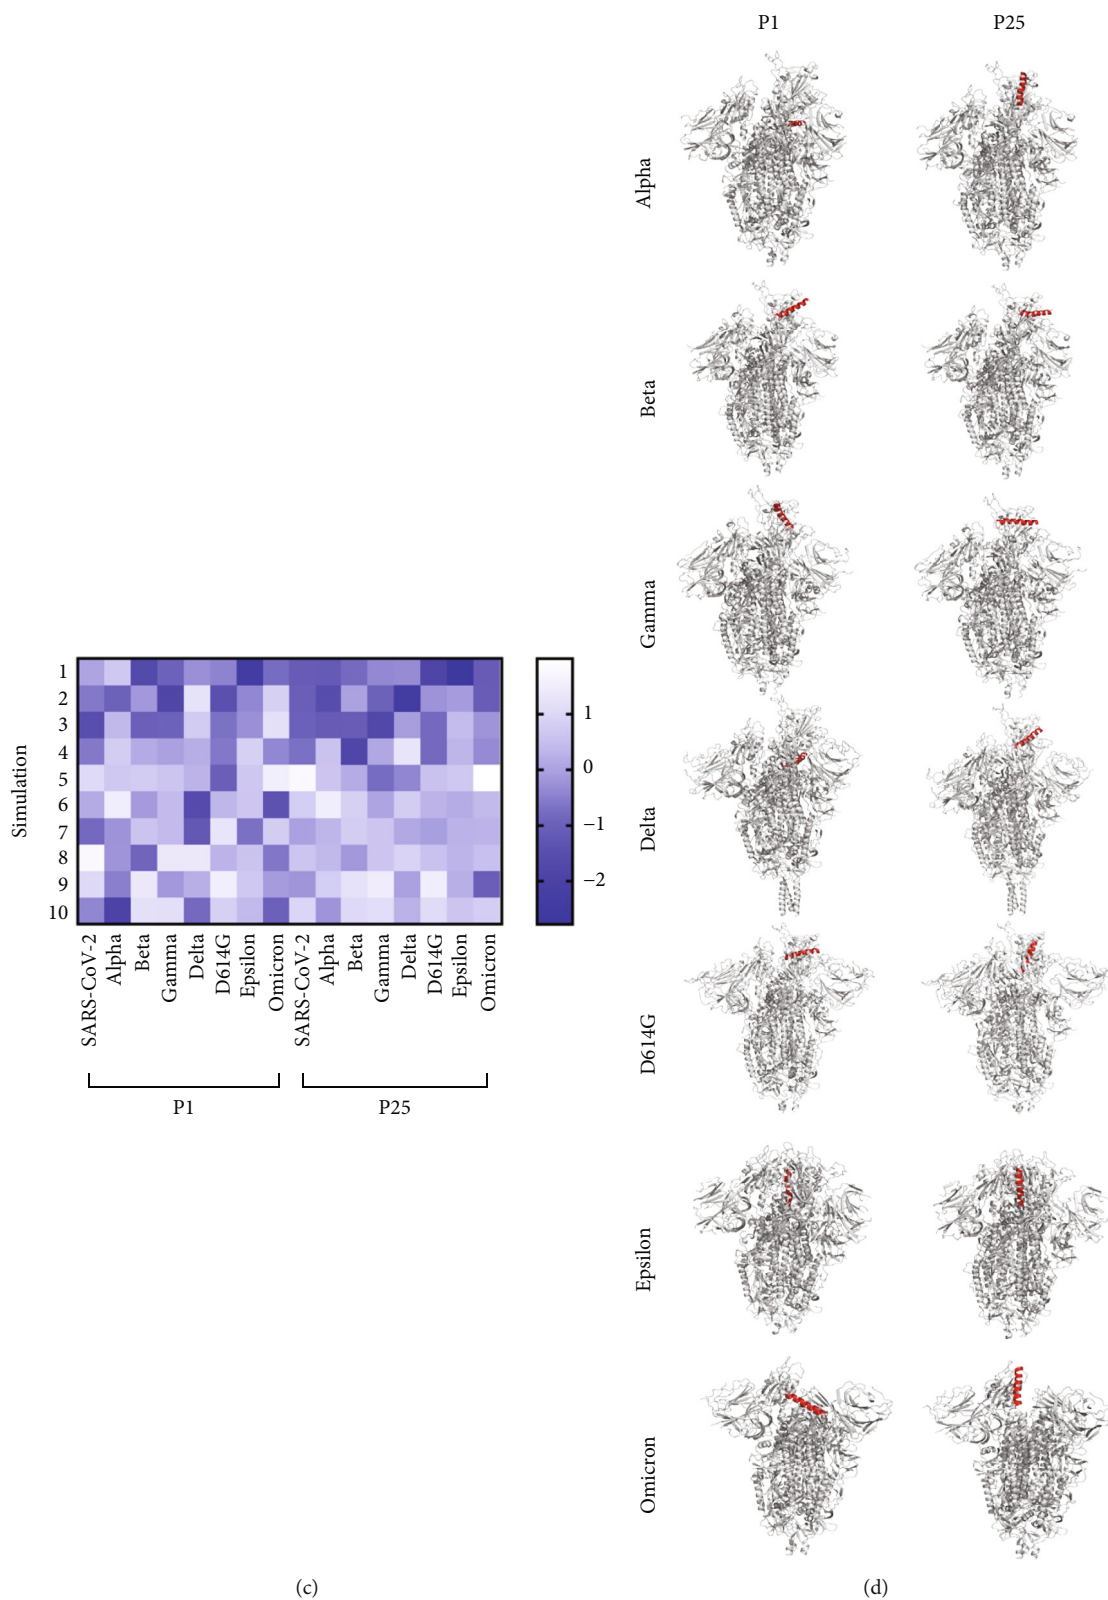 P1 P25
Alpha
Beta
Gamma
Delta
D614G
Epsilon
Omicron
Simulation
1
2
3
4
5
6
7
8
9
10
1
0
−1
−2
SARS-CoV-2 Alpha Beta Gamma Delta D614G Epsilon Omicron SARS-CoV-2 Alpha Beta Gamma Delta D614G Epsilon Omicron
P1 P25
(c) (d)